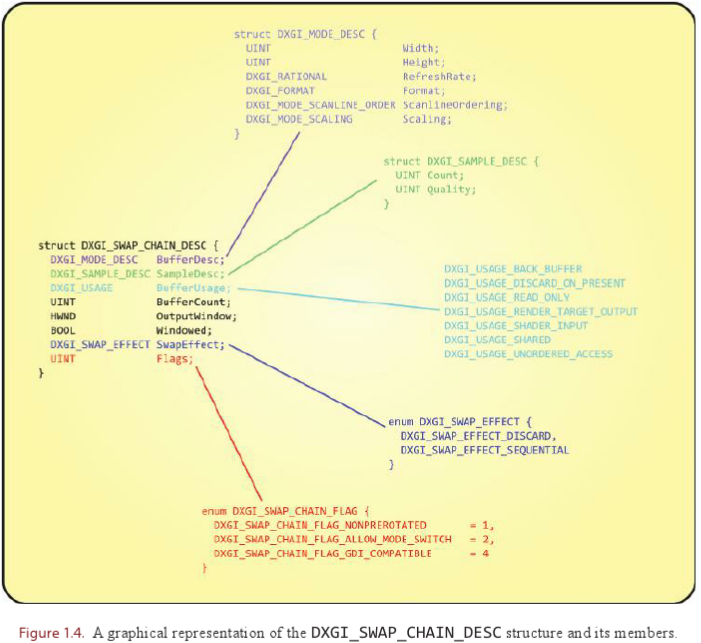 struct DXGI_MODE_DESC {
UINT Width;
UINT Height;
DXGI_RATIONAL RefreshRate;
DXGI_FORMAT Format;
DXGI_MODE_SCANLINE_ORDER ScanlineOrdering;
DXGI_MODE_SCALING Scaling;
}
struct DXGI_SAMPLE_DESC {
UINT Count;
UINT Quality;
}
struct DXGI_SWAP_CHAIN_DESC {
DXGI_MODE_DESC BufferDesc;
DXGI_SAMPLE_DESC SampleDesc;
DXGI_USAGE BufferUsage;
UINT BufferCount;
HWND OutputWindow;
BOOL Windowed;
DXGI_SWAP_EFFECT SwapEffect;
UINT Flags;
}
DXGI_USAGE_BACK_BUFFER
DXGI_USAGE_DISCARD_ON_PRESENT
DXGI_USAGE_READ_ONLY
DXGI_USAGE_RENDER_TARGET_OUTPUT
DXGI_USAGE_SHADER_INPUT
DXGI_USAGE_SHARED
DXGI_USAGE_UNORDERED_ACCESS
enum DXGI_SWAP_EFFECT {
DXGI_SWAP_EFFECT_DISCARD,
DXGI_SWAP_EFFECT_SEQUENTIAL
}
enum DXGI_SWAP_CHAIN_FLAG {
DXGI_SWAP_CHAIN_FLAG_NONPREROTATED = 1,
DXGI_SWAP_CHAIN_FLAG_ALLOW_MODE_SWITCH = 2,
DXGI_SWAP_CHAIN_FLAG_GDI_COMPATIBLE = 4
}
Figure 1.4. A graphical representation of the DXGI_SWAP_CHAIN_DESC structure and its members.